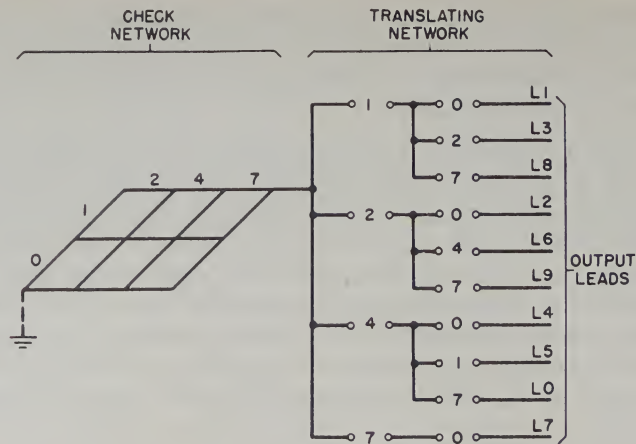 CHECK
NETWORK
TRANSLATING
NETWORK
0
1
2 4 7
1 0 L1
2 L3
7 L8
2 0 L2
4 L6
7 L9
4 0 L4
1 L5
7 L0
7 0 L7
OUTPUT
LEADS